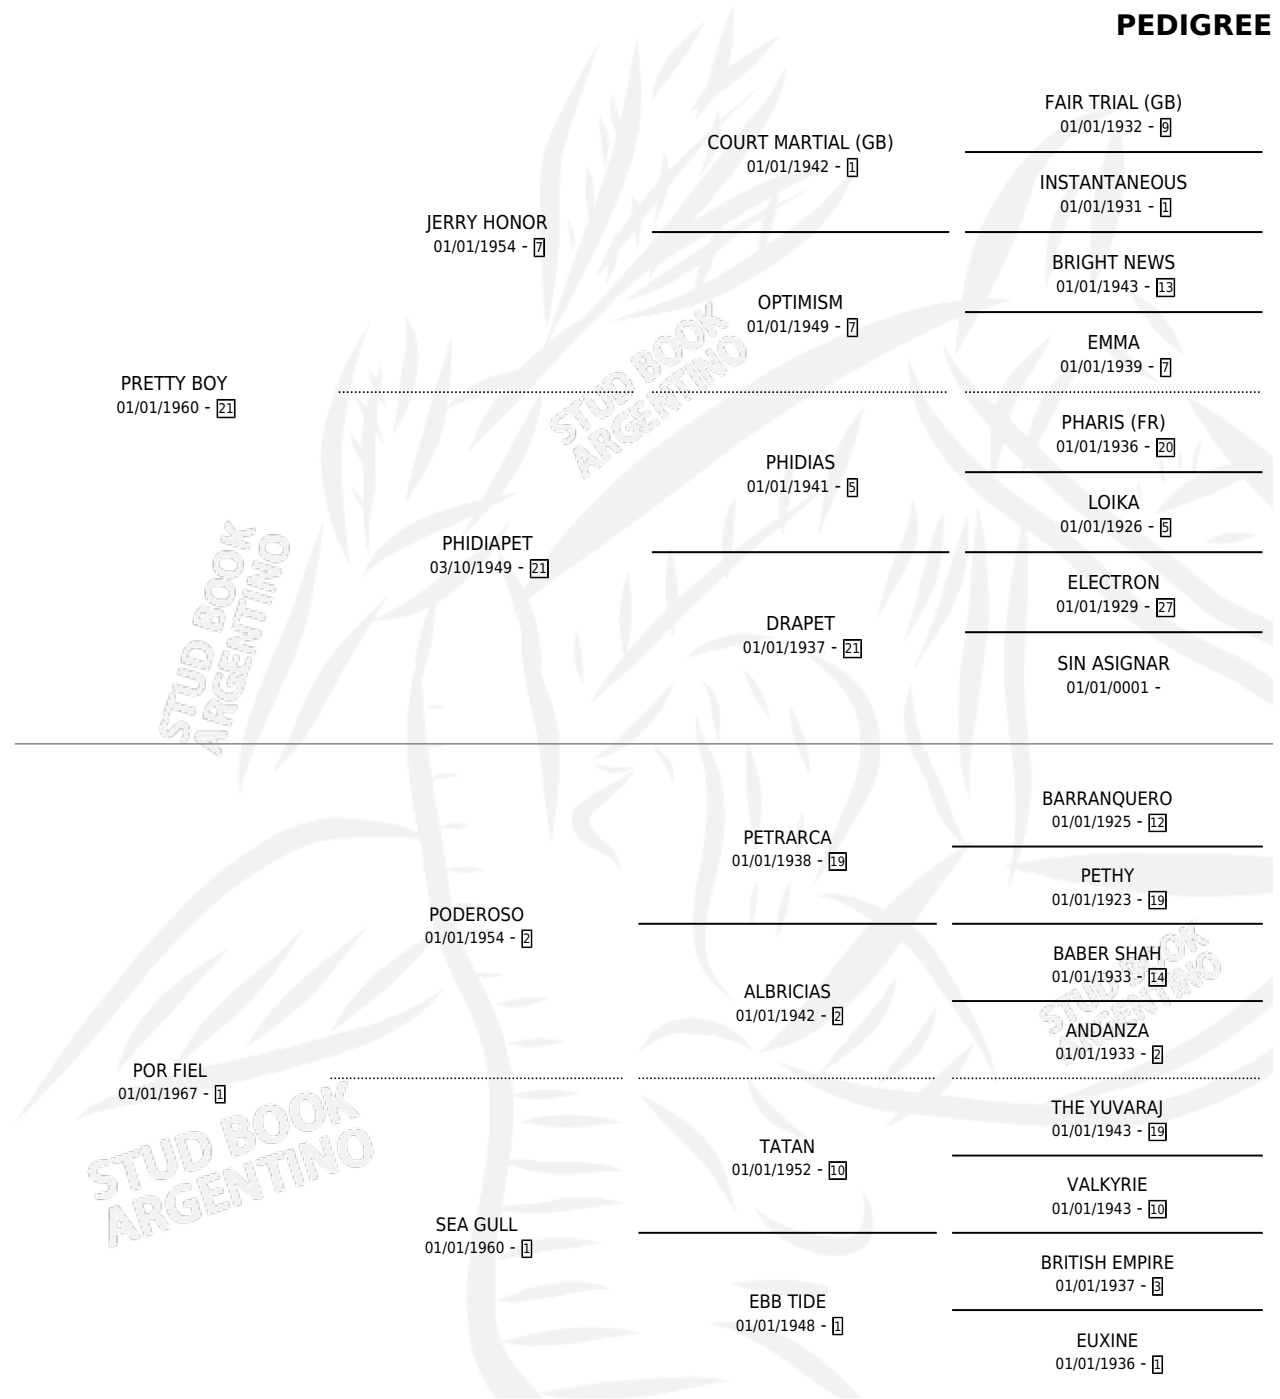 PEDIGREE
FAIR TRIAL (GB)
01/01/1932 - 9
COURT MARTIAL (GB)
01/01/1942 - 1
INSTANTANEOUS
01/01/1931 - 1
JERRY HONOR
01/01/1954 - 7
BRIGHT NEWS
01/01/1943 - 13
OPTIMISM
01/01/1949 - 7
EMMA
01/01/1939 - 7
PRETTY BOY
01/01/1960 - 21
PHARIS (FR)
01/01/1936 - 20
PHIDIAS
01/01/1941 - 5
LOIKA
01/01/1926 - 5
PHIDIAPET
03/10/1949 - 21
ELECTRON
01/01/1929 - 27
DRAPET
01/01/1937 - 21
SIN ASIGNAR
01/01/0001 -
BARRANQUERO
01/01/1925 - 12
PETRARCA
01/01/1938 - 19
PETHY
01/01/1923 - 19
PODEROSO
01/01/1954 - 2
BABER SHAH
01/01/1933 - 14
ALBRICIAS
01/01/1942 - 2
ANDANZA
01/01/1933 - 2
POR FIEL
01/01/1967 - 1
THE YUVARAJ
01/01/1943 - 19
TATAN
01/01/1952 - 10
VALKYRIE
01/01/1943 - 10
SEA GULL
01/01/1960 - 1
BRITISH EMPIRE
01/01/1937 - 3
EBB TIDE
01/01/1948 - 1
EUXINE
01/01/1936 - 1
STUD BOOK
ARGENTINO
STUD BOOK
ARGENTINO
STUD BOOK
ARGENTINO
STUD BOOK
ARGENTINO